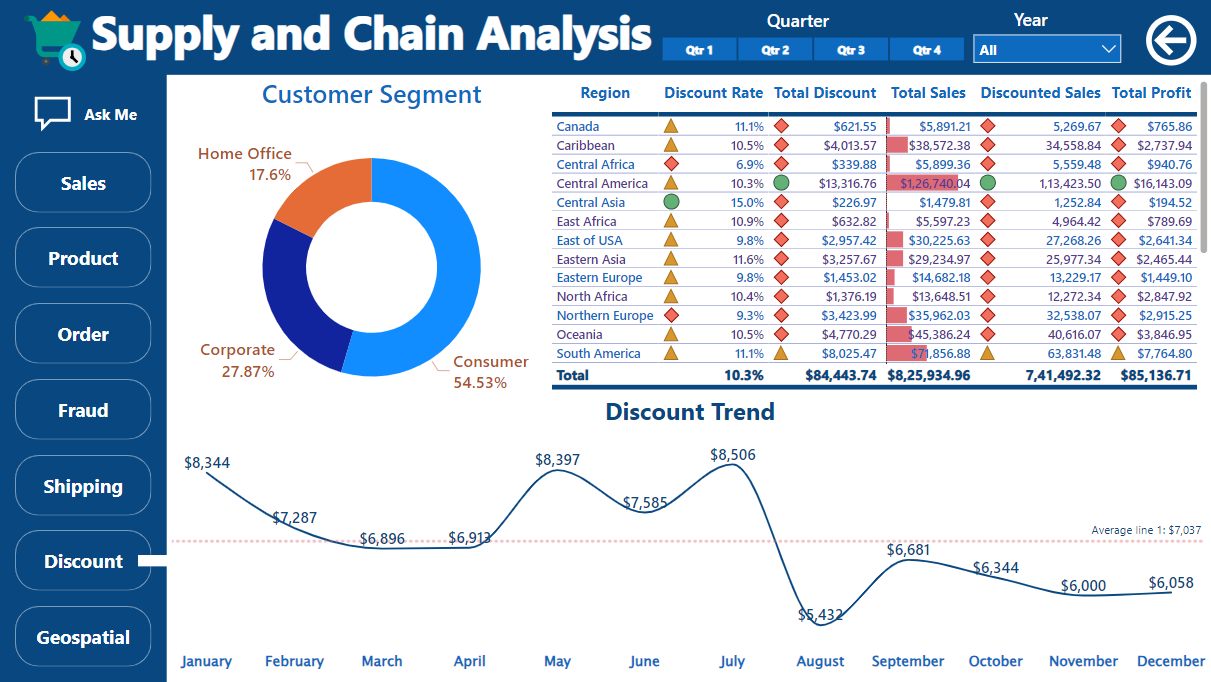 Supply and Chain Analysis
Quarter
Qtr 1 Qtr 2 Qtr 3 Qtr 4
Year
All
Ask Me
Sales
Product
Order
Fraud
Shipping
Discount
Geospatial
Customer Segment
Home Office
17.6%
Corporate
27.87%
Consumer
54.53%
Region Discount Rate Total Discount Total Sales Discounted Sales Total Profit
Canada 11.1% $621.55 $5,891.21 5,269.67 $765.86
Caribbean 10.5% $4,013.57 $38,572.38 34,558.84 $2,737.94
Central Africa 6.9% $339.88 $5,899.36 5,559.48 $940.76
Central America 10.3% $13,316.76 $1,26,740.04 1,13,423.50 $16,143.09
Central Asia 15.0% $226.97 $1,479.81 1,252.84 $194.52
East Africa 10.9% $632.82 $5,597.23 4,964.42 $789.69
East of USA 9.8% $2,957.42 $30,225.63 27,268.26 $2,641.34
Eastern Asia 11.6% $3,257.67 $29,234.97 25,977.34 $2,465.44
Eastern Europe 9.8% $1,453.02 $14,682.18 13,229.17 $1,449.10
North Africa 10.4% $1,376.19 $13,648.51 12,272.34 $2,847.92
Northern Europe 9.3% $3,423.99 $35,962.03 32,538.07 $2,915.25
Oceania 10.5% $4,770.29 $45,386.24 40,616.07 $3,846.95
South America 11.1% $8,025.47 $71,856.88 63,831.48 $7,764.80
Total 10.3% $84,443.74 $8,25,934.96 7,41,492.32 $85,136.71
Discount Trend
$8,344
$7,287
$6,896
$6,913
$8,397
$7,585
$8,506
$5,432
$6,681
$6,344
$6,000
$6,058
Average line 1: $7,037
January February March April May June July August September October November December